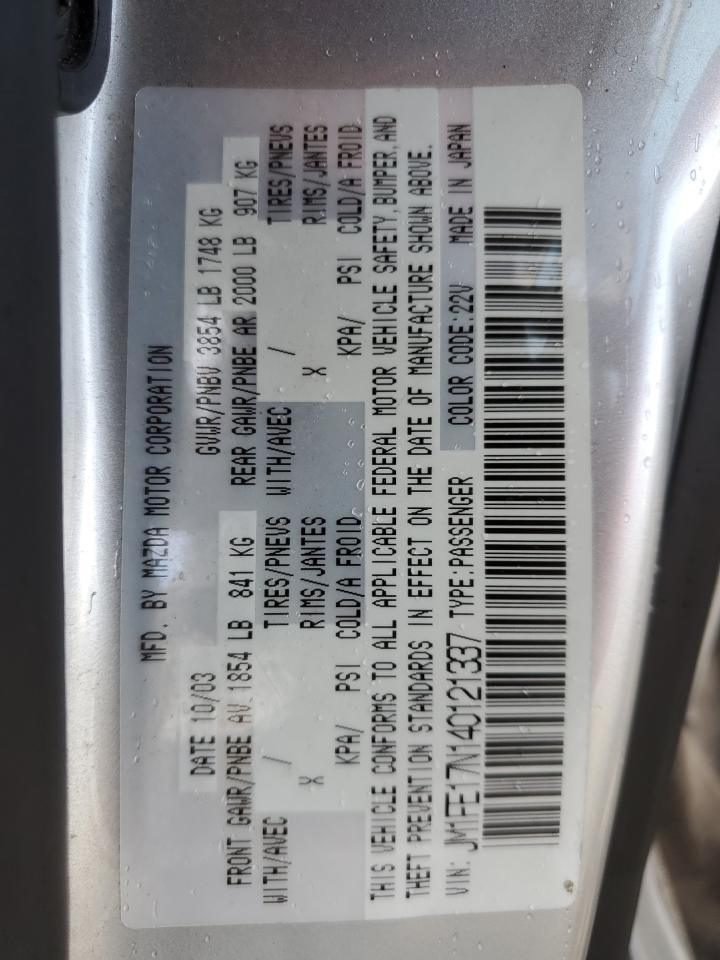 MFD. BY MAZDA MOTOR CORPORATION
DATE 10/03 GVWR/PNBV 3854 LB 1748 KG
FRONT GAWR/PNBE AV 1854 LB 841 KG REAR GAWR/PNBE AR 2000 LB 907 KG
WITH/AVEC / TIRES/PNEUS WITH/AVEC / TIRES/PNEUS
X RIMS/JANTES X RIMS/JANTES
KPA/ PSI COLD/A FROID KPA/ PSI COLD/A FROID
THIS VEHICLE CONFORMS TO ALL APPLICABLE FEDERAL MOTOR VEHICLE SAFETY, BUMPER, AND
THEFT PREVENTION STANDARDS IN EFFECT ON THE DATE OF MANUFACTURE SHOWN ABOVE.
VIN: JM1FE17N140121337 TYPE:PASSENGER COLOR CODE:22V MADE IN JAPAN